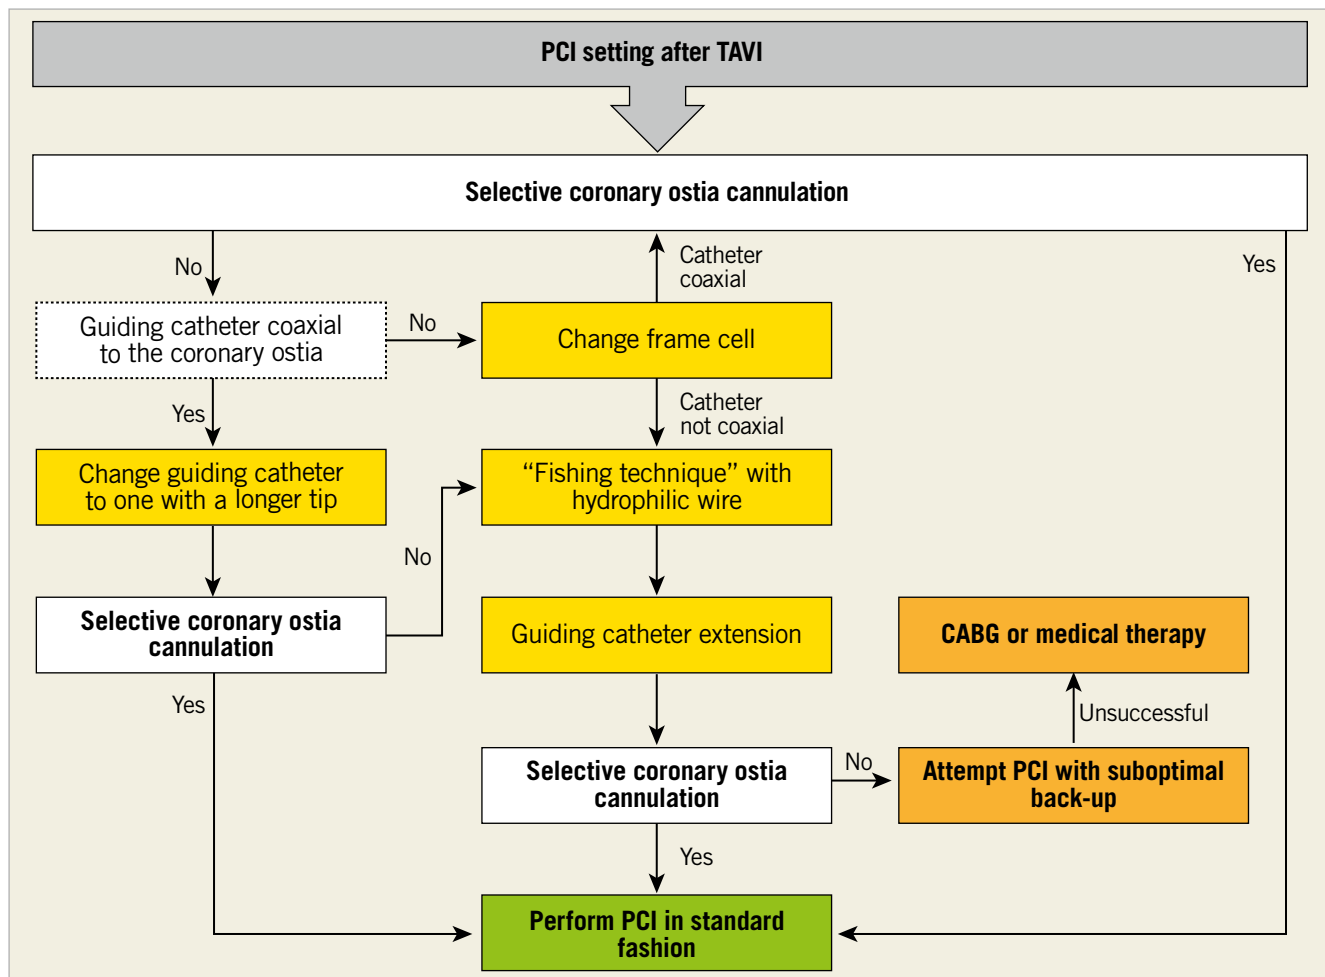 PCI setting after TAVI
Selective coronary ostia cannulation
No
Catheter
coaxial
Yes
Guiding catheter coaxial
to the coronary ostia
No
Change frame cell
Yes
Catheter
not coaxial
Change guiding catheter
to one with a longer tip
“Fishing technique” with
hydrophilic wire
No
Selective coronary ostia
cannulation
Guiding catheter extension
CABG or medical therapy
Yes
Unsuccessful
Selective coronary ostia
cannulation
No
Attempt PCI with suboptimal
back-up
Yes
Perform PCI in standard
fashion